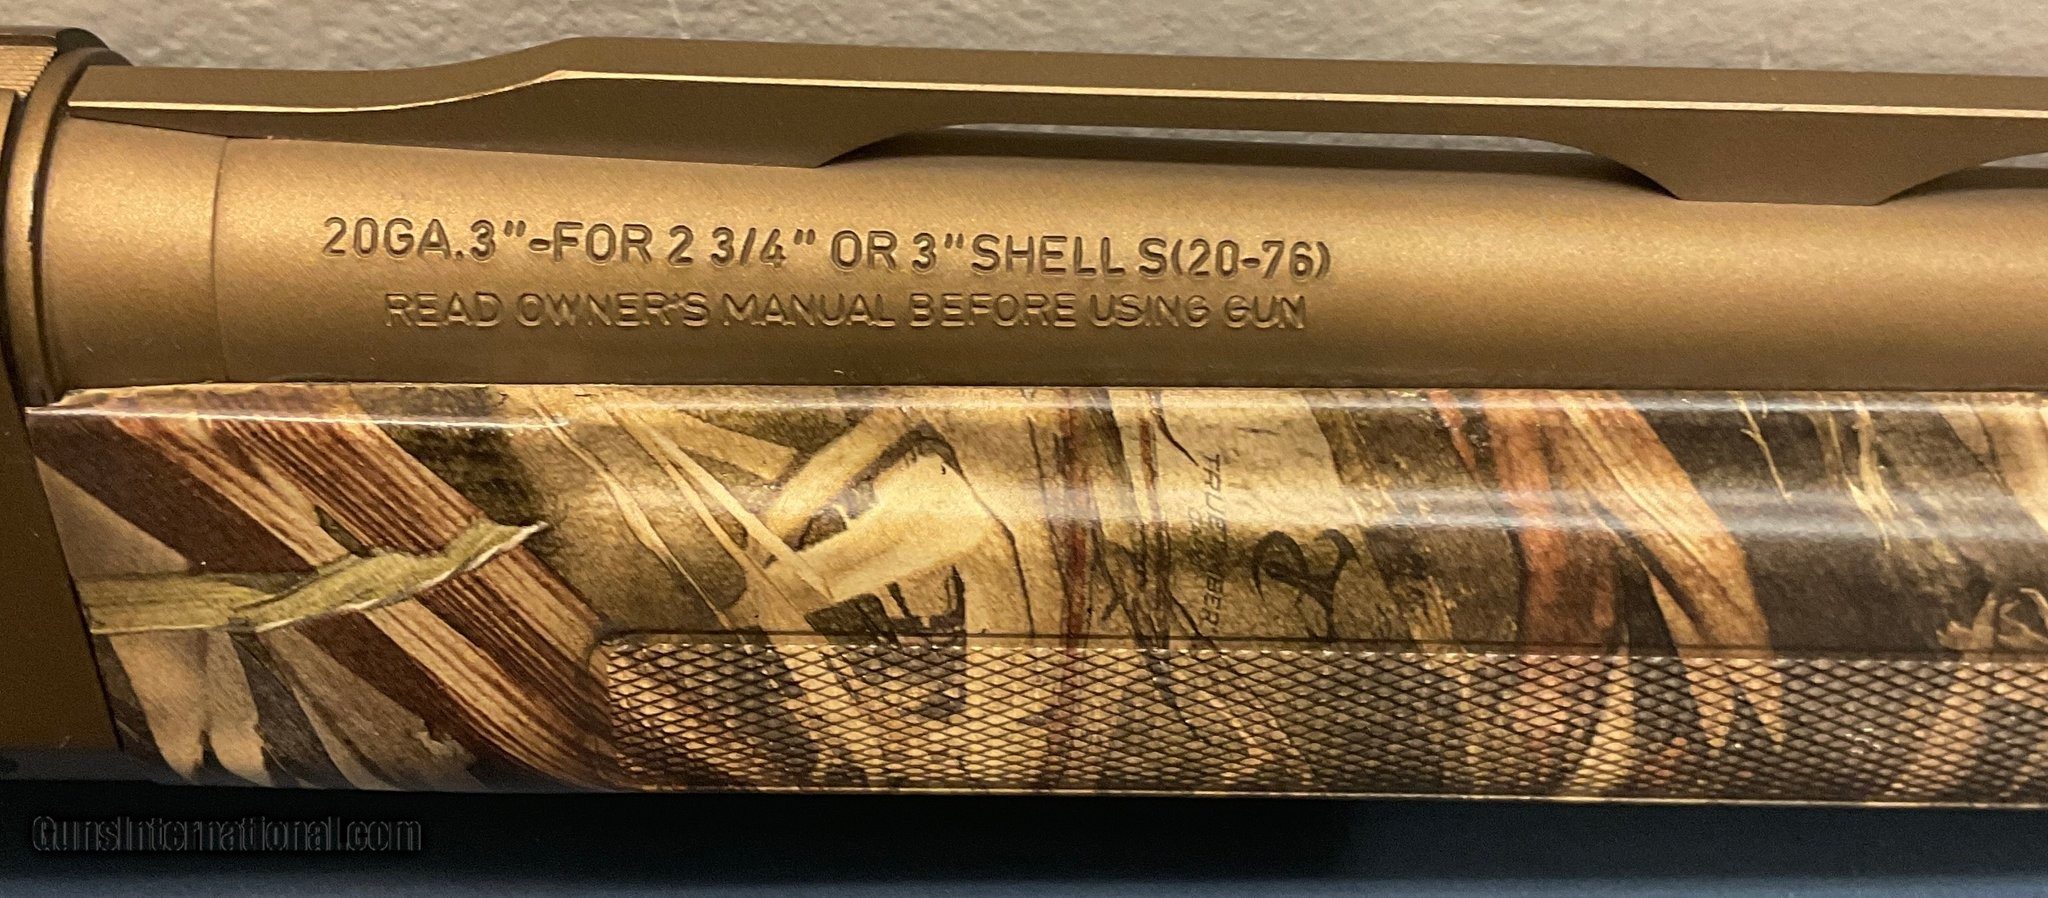 20GA.3"-FOR 2 3/4" OR 3"SHELL S(20-76)
READ OWNER'S MANUAL BEFORE USING GUN
TRUETIMBER
GunsInternational.com